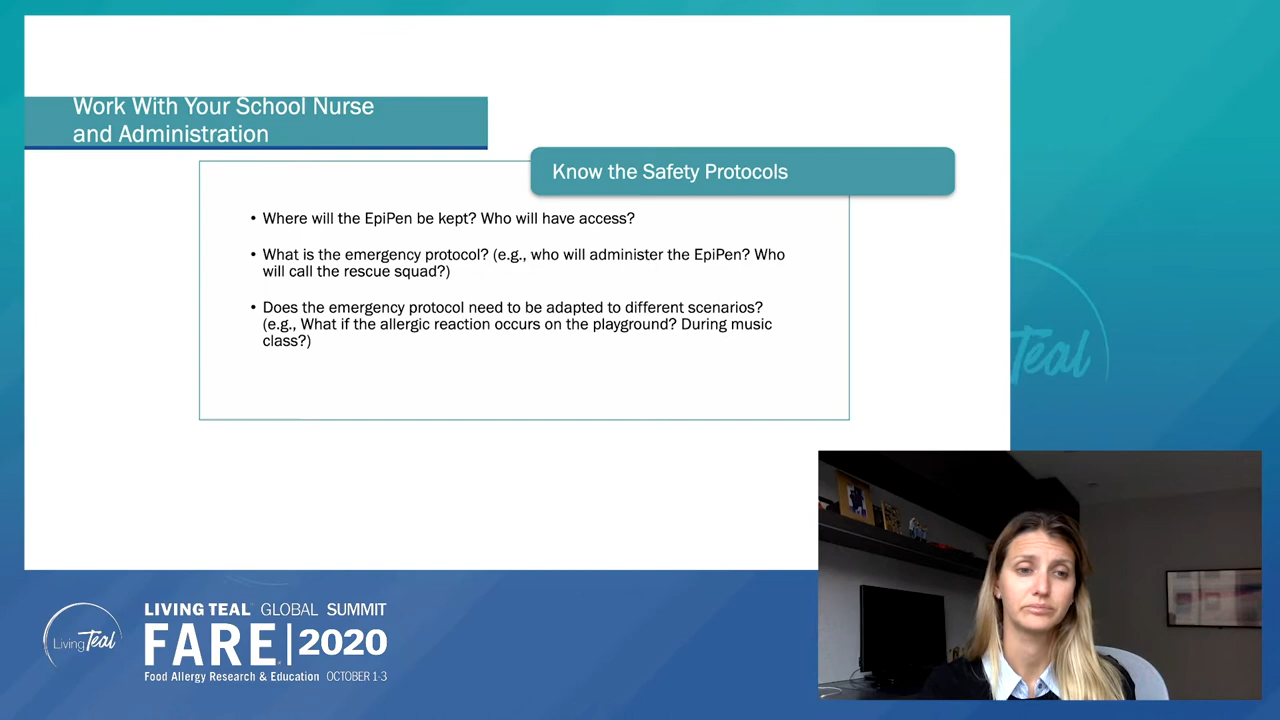 Work With Your School Nurse
and Administration
Know the Safety Protocols
• Where will the EpiPen be kept? Who will have access?
• What is the emergency protocol? (e.g., who will administer the EpiPen? Who
will call the rescue squad?)
• Does the emergency protocol need to be adapted to different scenarios?
(e.g., What if the allergic reaction occurs on the playground? During music
class?)
Teal
Living Teal
LIVING TEAL GLOBAL SUMMIT
FARE | 2020
Food Allergy Research & Education OCTOBER 1-3